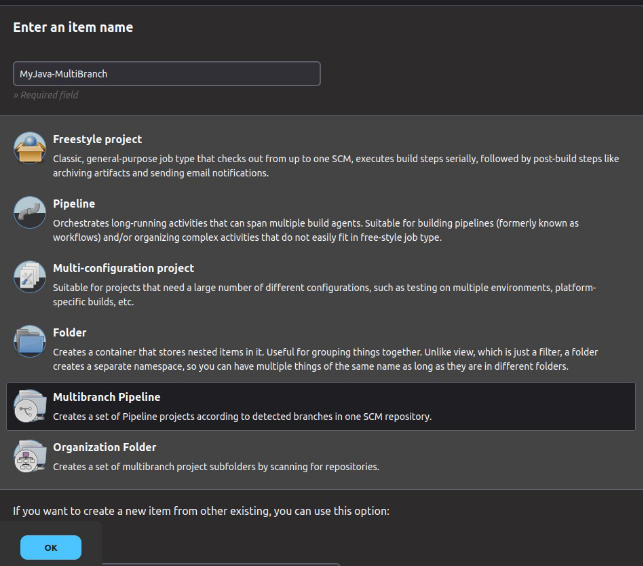 Enter an item name
MyJava-MultiBranch
» Required field
Freestyle project
Classic, general-purpose job type that checks out from up to one SCM, executes build steps serially, followed by post-build steps like
archiving artifacts and sending email notifications.
Pipeline
Orchestrates long-running activities that can span multiple build agents. Suitable for building pipelines (formerly known as
workflows) and/or organizing complex activities that do not easily fit in free-style job type.
Multi-configuration project
Suitable for projects that need a large number of different configurations, such as testing on multiple environments, platform-
specific builds, etc.
Folder
Creates a container that stores nested items in it. Useful for grouping things together. Unlike view, which is just a filter, a folder
creates a separate namespace, so you can have multiple things of the same name as long as they are in different folders.
Multibranch Pipeline
Creates a set of Pipeline projects according to detected branches in one SCM repository.
Organization Folder
Creates a set of multibranch project subfolders by scanning for repositories.
If you want to create a new item from other existing, you can use this option:
OK